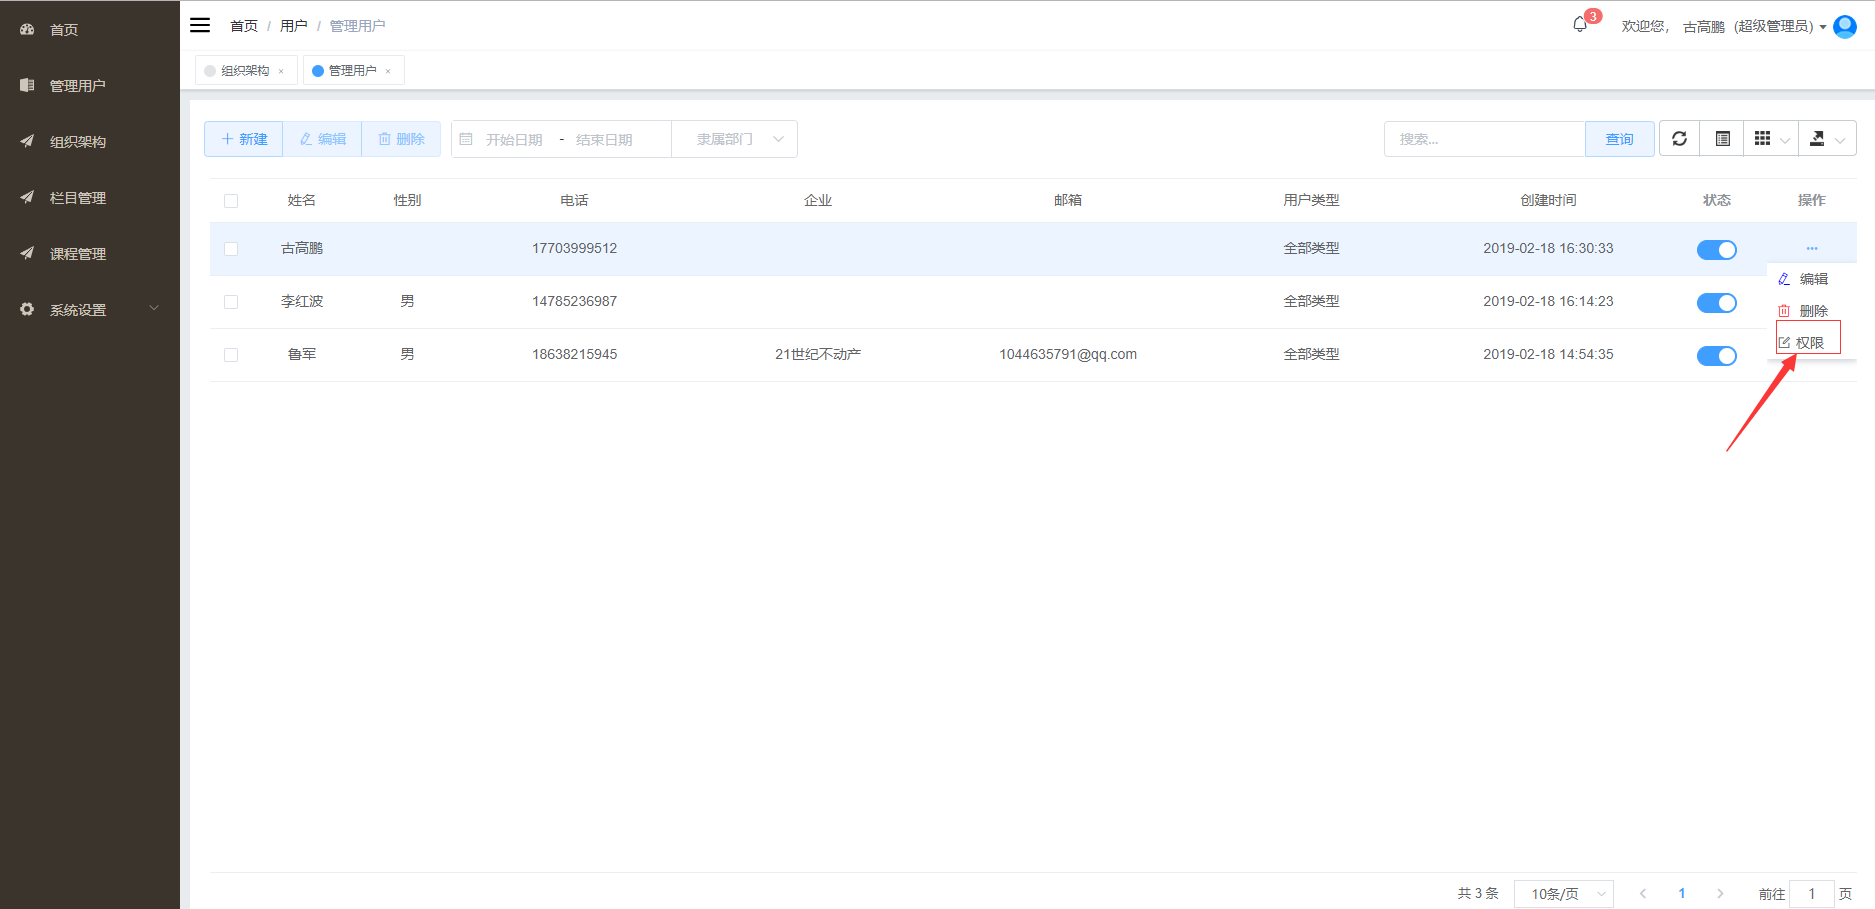 首页
管理用户
组织架构
栏目管理
课程管理
系统设置
首页 / 用户 / 管理用户
3
欢迎您， 古高鹏 (超级管理员)
组织架构 ×
管理用户 ×
新建 编辑 删除 开始日期 - 结束日期 隶属部门 搜索... 查询
姓名 性别 电话 企业 邮箱 用户类型 创建时间 状态 操作
古高鹏 17703999512 全部类型 2019-02-18 16:30:33
李红波 男 14785236987 全部类型 2019-02-18 16:14:23
鲁军 男 18638215945 21世纪不动产 1044635791@qq.com 全部类型 2019-02-18 14:54:35
编辑
删除
权限
共 3 条 10条/页 1 前往 1 页